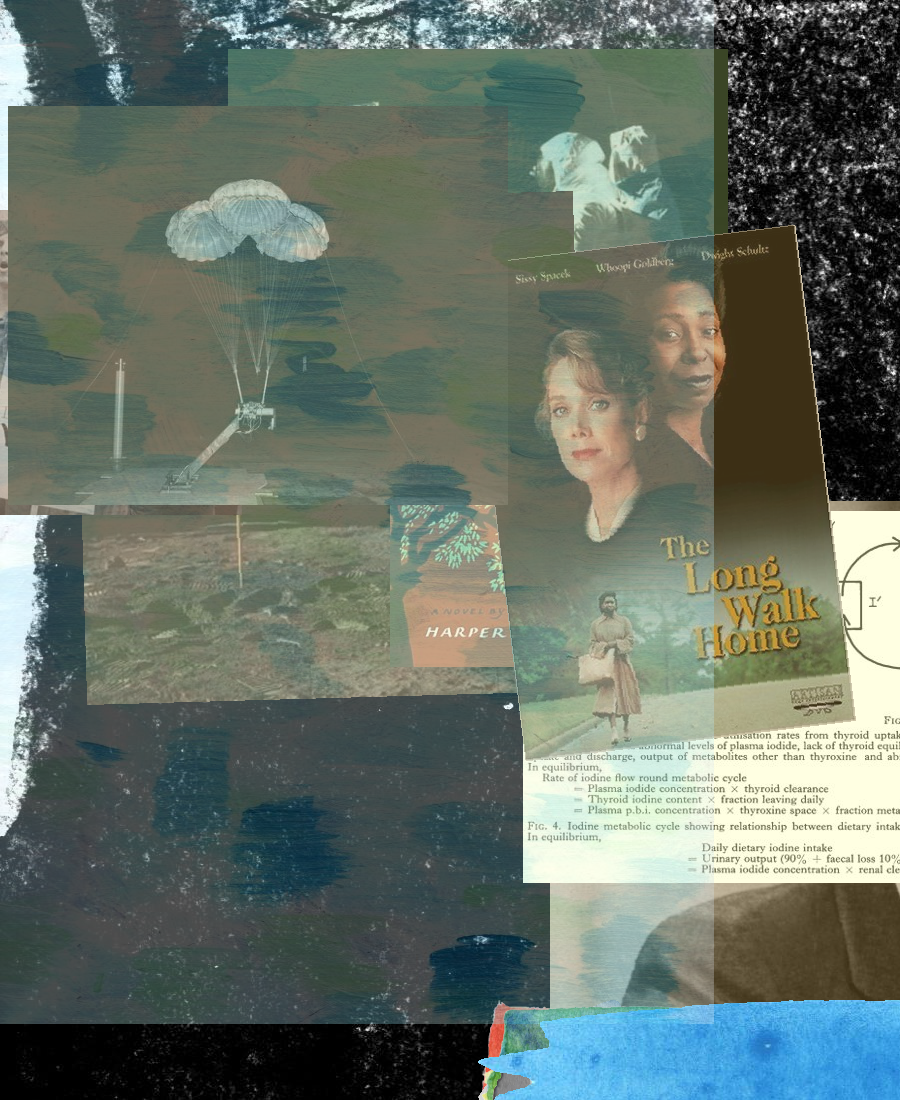 Sissy Spacek Whoopi Goldberg Dwight Schultz
The
Long
Walk
Home
ARTISAN
DVD
A NOVEL BY
HARPER
I′
FIG
utilisation rates from thyroid uptak
abnormal levels of plasma iodide, lack of thyroid equil
and discharge, output of metabolites other than thyroxine and ab
In equilibrium,
Rate of iodine flow round metabolic cycle
= Plasma iodide concentration × thyroid clearance
= Thyroid iodine content × fraction leaving daily
= Plasma p.b.i. concentration × thyroxine space × fraction meta
FIG. 4. Iodine metabolic cycle showing relationship between dietary intak
In equilibrium,
Daily dietary iodine intake
= Urinary output (90% + faecal loss 10%
= Plasma iodide concentration × renal cle